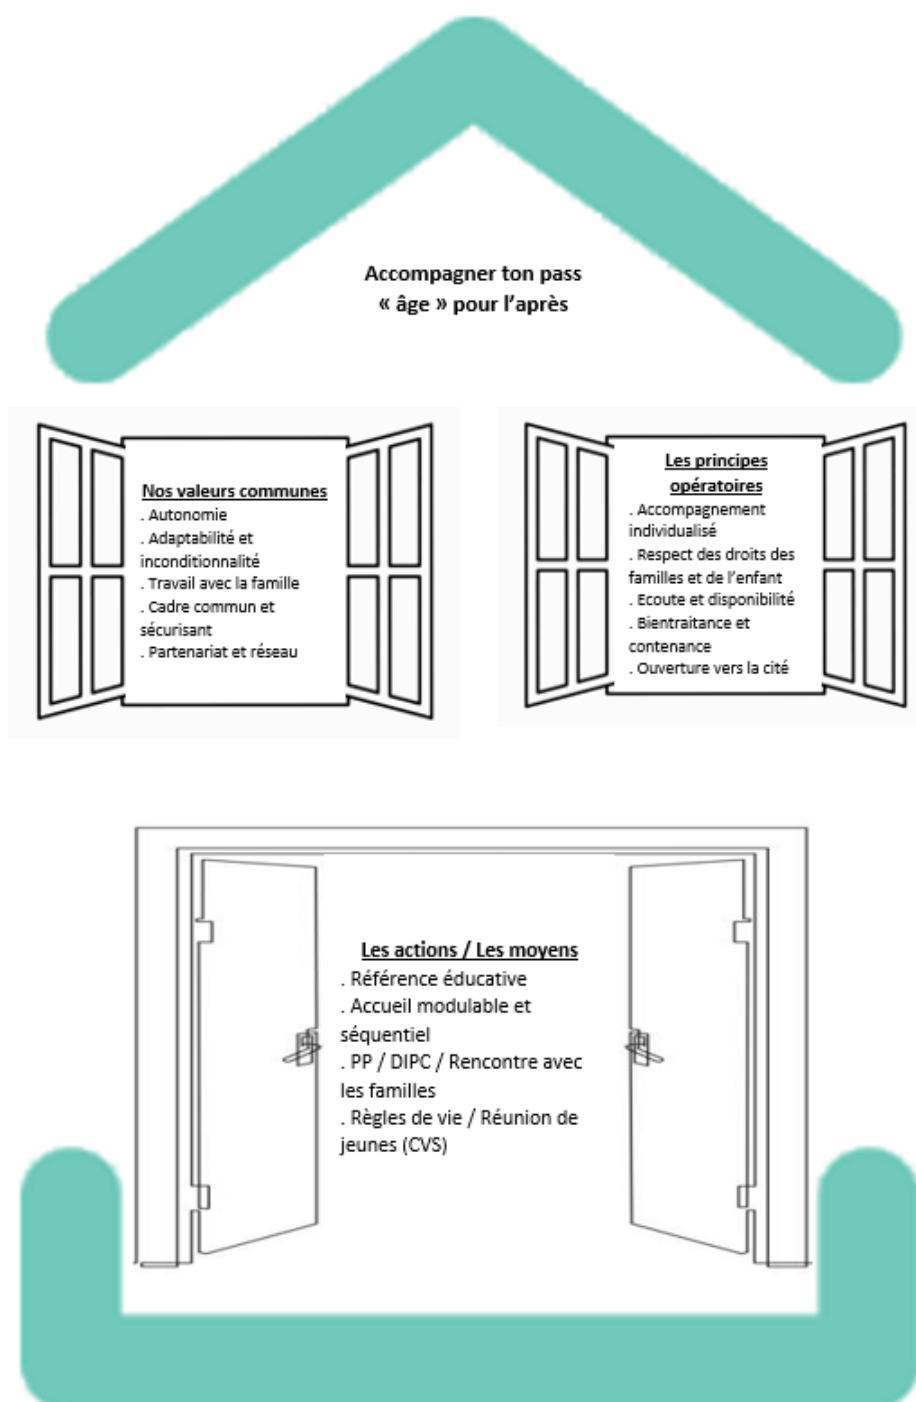 Accompagner ton pass
« âge » pour l'après
Nos valeurs communes
. Autonomie
. Adaptabilité et
inconditionnalité
. Travail avec la famille
. Cadre commun et
sécurisant
. Partenariat et réseau
Les principes
opératoires
. Accompagnement
individualisé
. Respect des droits des
familles et de l'enfant
. Ecoute et disponibilité
. Bientraitance et
contenance
. Ouverture vers la cité
Les actions / Les moyens
. Référence éducative
. Accueil modulable et
séquentiel
. PP / DIPC / Rencontre avec
les familles
. Règles de vie / Réunion de
jeunes (CVS)